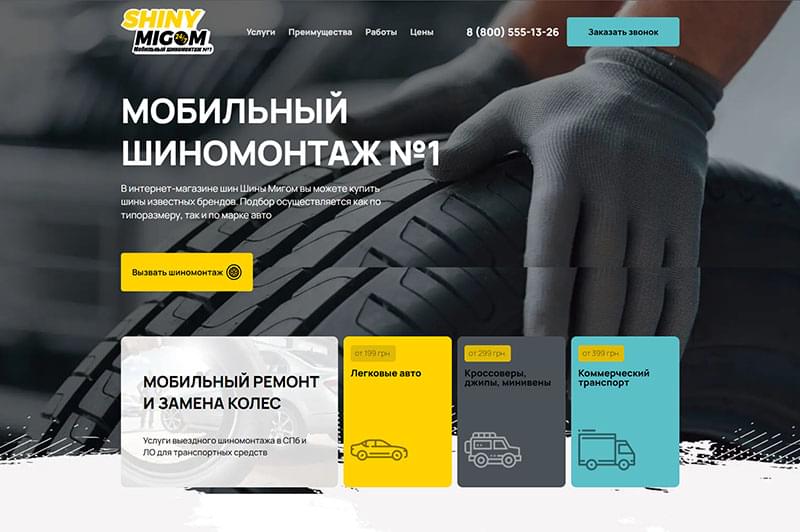 SHINY
MIGOM
24/7
Мобильный шиномонтаж №1
Услуги Преимущества Работы Цены
8 (800) 555-13-26
Заказать звонок
МОБИЛЬНЫЙ
ШИНОМОНТАЖ №1
В интернет-магазине шин Шины Мигом вы можете купить
шины известных брендов. Подбор осуществляется как по
типоразмеру, так и по марке авто
Вызвать шиномонтаж
МОБИЛЬНЫЙ РЕМОНТ
И ЗАМЕНА КОЛЕС
Услуги выездного шиномонтажа в СПб и
ЛО для транспортных средств
от 199 грн
Легковые авто
от 299 грн
Кроссоверы,
джипы, минивены
от 399 грн
Коммерческий
транспорт